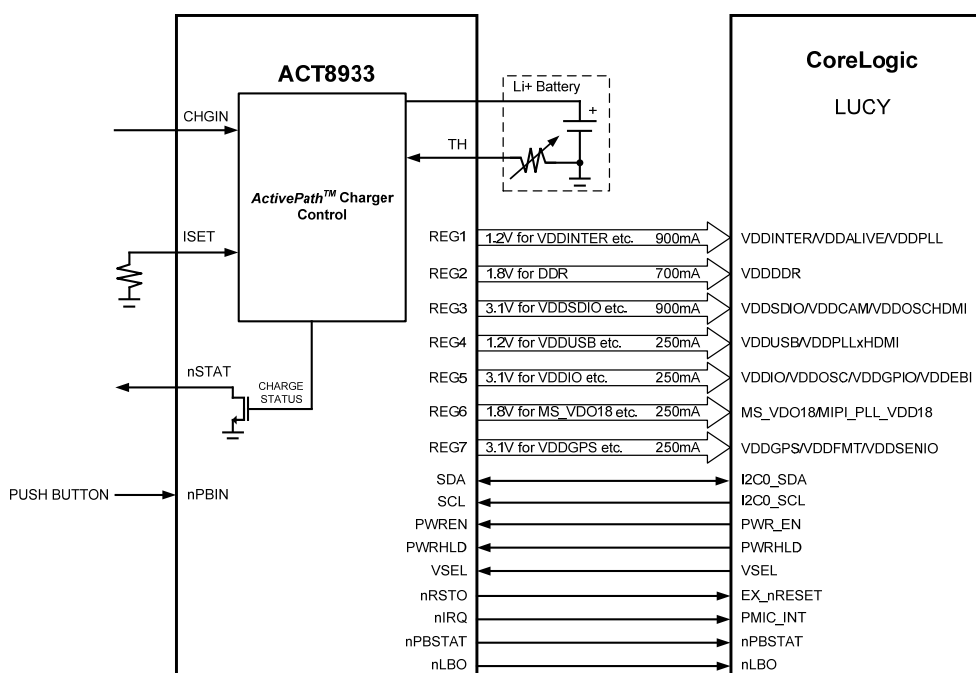 ACT8933
CoreLogic
LUCY
Li+ Battery
+
CHGIN
TH
ActivePath™ Charger
Control
ISET
REG1 1.2V for VDDINTER etc. 900mA VDDINTER/VDDALIVE/VDDPLL
REG2 1.8V for DDR 700mA VDDDDR
REG3 3.1V for VDDSDIO etc. 900mA VDDSDIO/VDDCAM/VDDOSCHDMI
REG4 1.2V for VDDUSB etc. 250mA VDDUSB/VDDPLLxHDMI
REG5 3.1V for VDDIO etc. 250mA VDDIO/VDDOSC/VDDGPIO/VDDEBI
nSTAT
CHARGE
STATUS
REG6 1.8V for MS_VDO18 etc. 250mA MS_VDO18/MIPI_PLL_VDD18
REG7 3.1V for VDDGPS etc. 250mA VDDGPS/VDDFMT/VDDSENIO
SDA I2C0_SDA
PUSH BUTTON nPBIN
SCL I2C0_SCL
PWREN PWR_EN
PWRHLD PWRHLD
VSEL VSEL
nRSTO EX_nRESET
nIRQ PMIC_INT
nPBSTAT nPBSTAT
nLBO nLBO